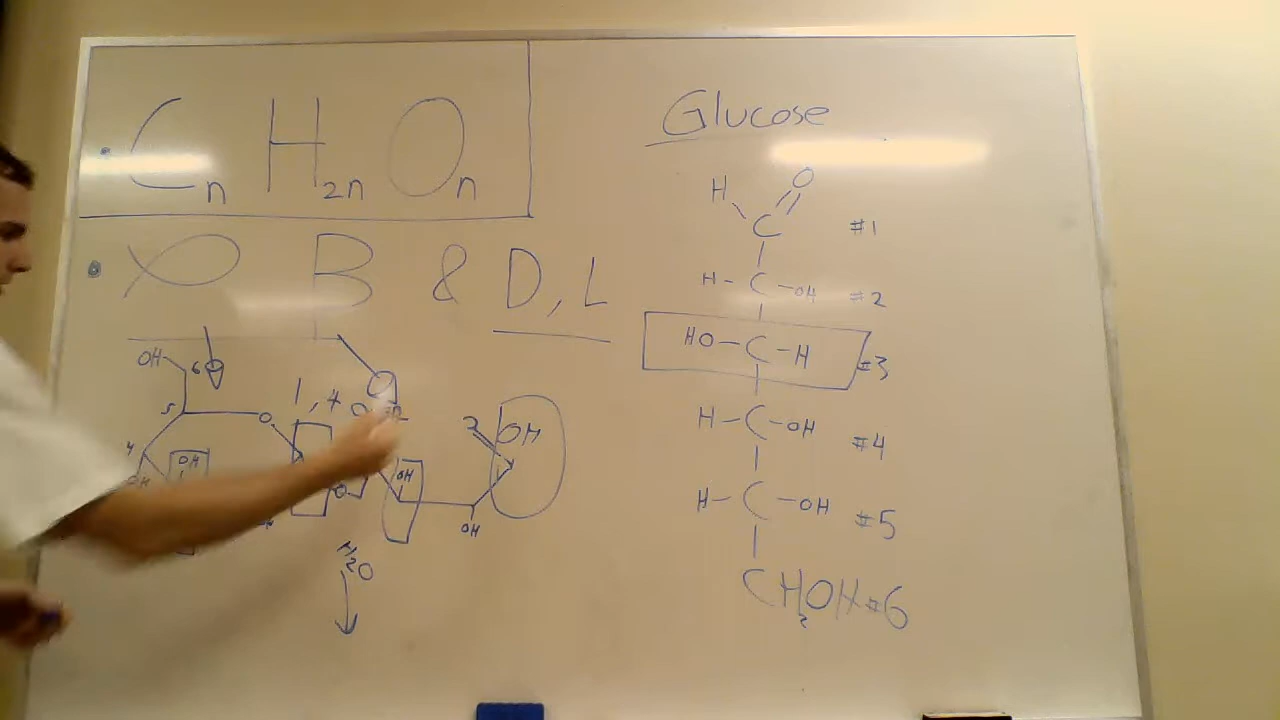 CnH2nOn
α B & D, L
OH 6
5 O 1,4
4 OH
OH OH OH
O OH
H2O
Glucose
H O
C #1
H-C-OH #2
HO-C-H #3
H-C-OH #4
H-C-OH #5
CH2OH #6